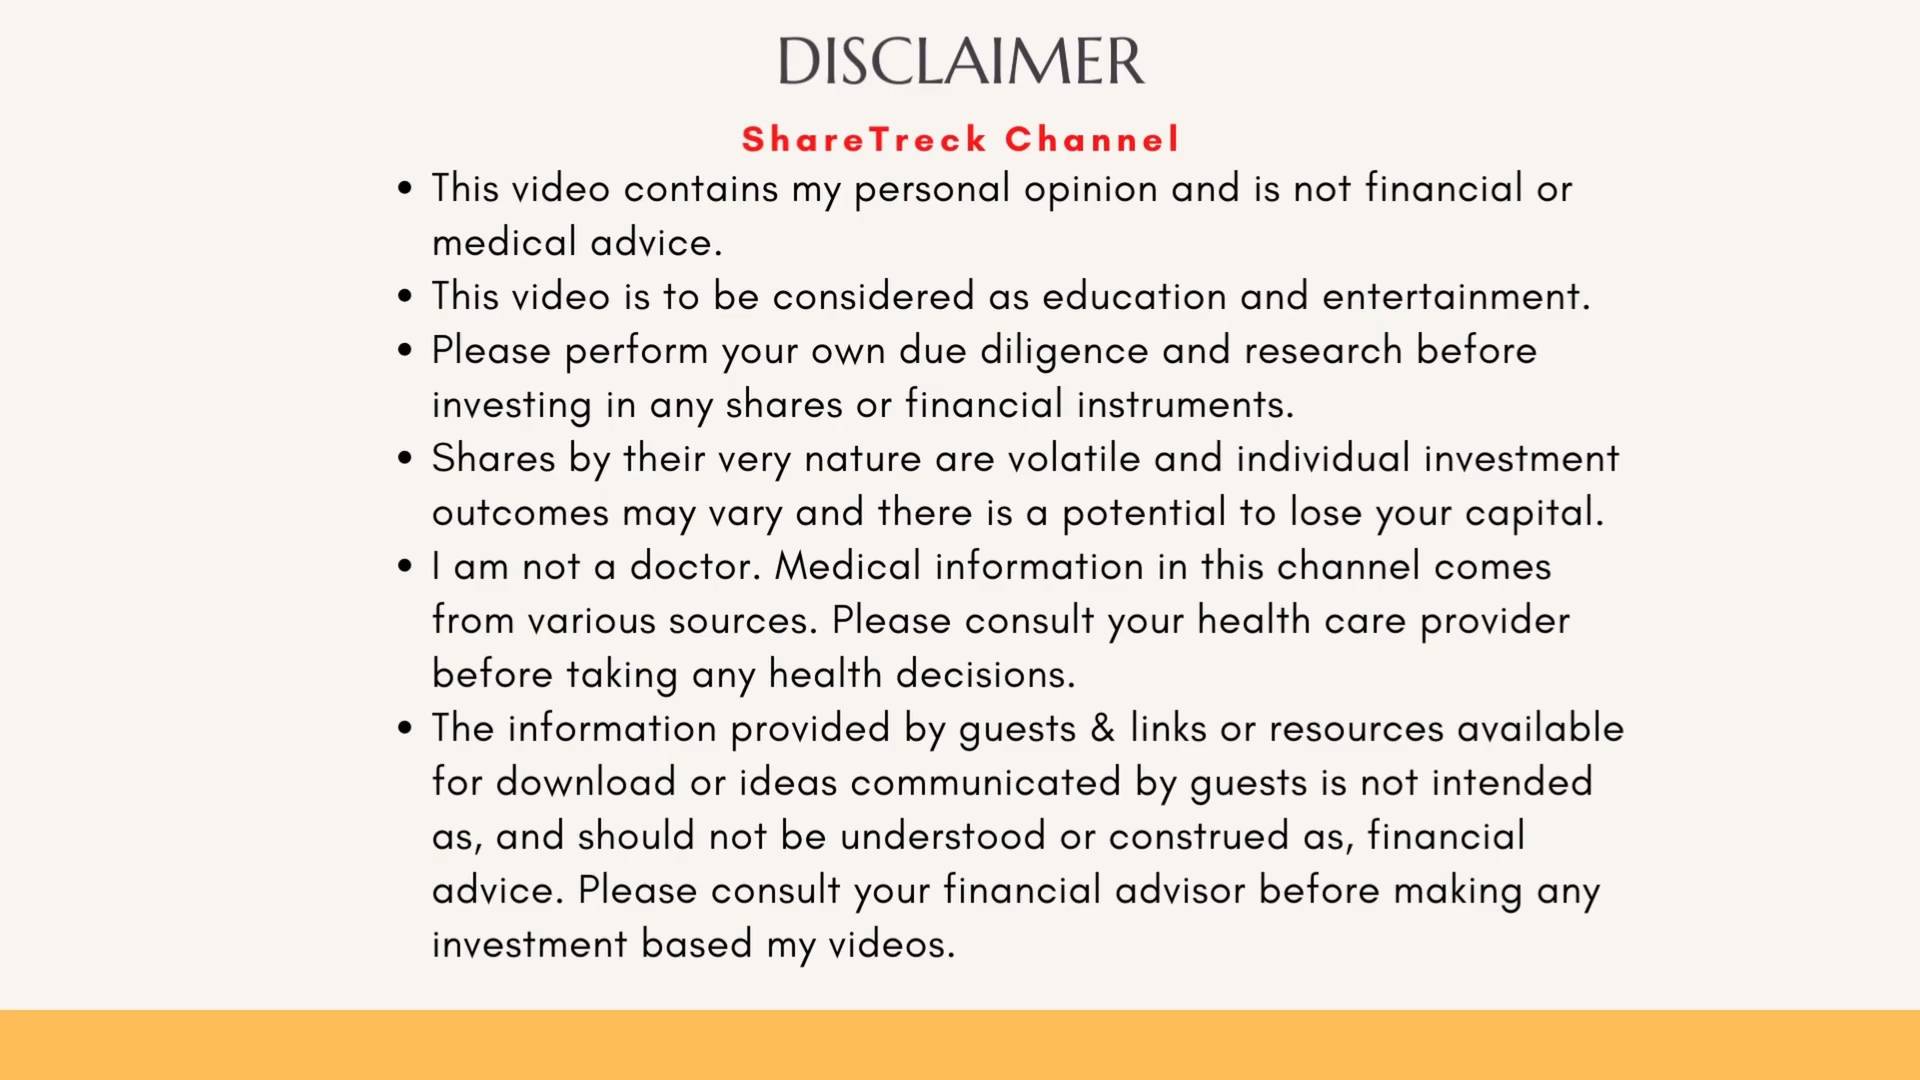 DISCLAIMER
ShareTreck Channel
• This video contains my personal opinion and is not financial or
medical advice.
• This video is to be considered as education and entertainment.
• Please perform your own due diligence and research before
investing in any shares or financial instruments.
• Shares by their very nature are volatile and individual investment
outcomes may vary and there is a potential to lose your capital.
• I am not a doctor. Medical information in this channel comes
from various sources. Please consult your health care provider
before taking any health decisions.
• The information provided by guests & links or resources available
for download or ideas communicated by guests is not intended
as, and should not be understood or construed as, financial
advice. Please consult your financial advisor before making any
investment based my videos.